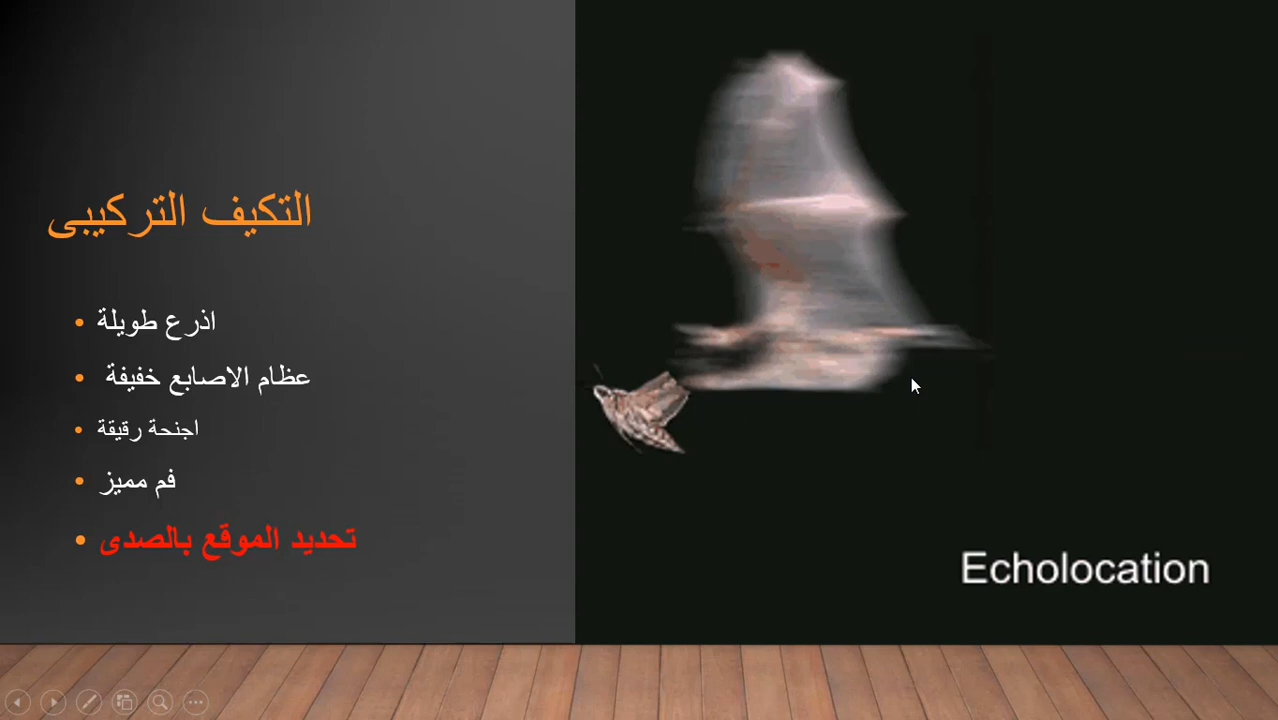 التكيف التركيبى
اذرع طويلة
عظام الاصابع خفيفة
اجنحة رقيقة
فم مميز
تحديد الموقع بالصدى
Echolocation